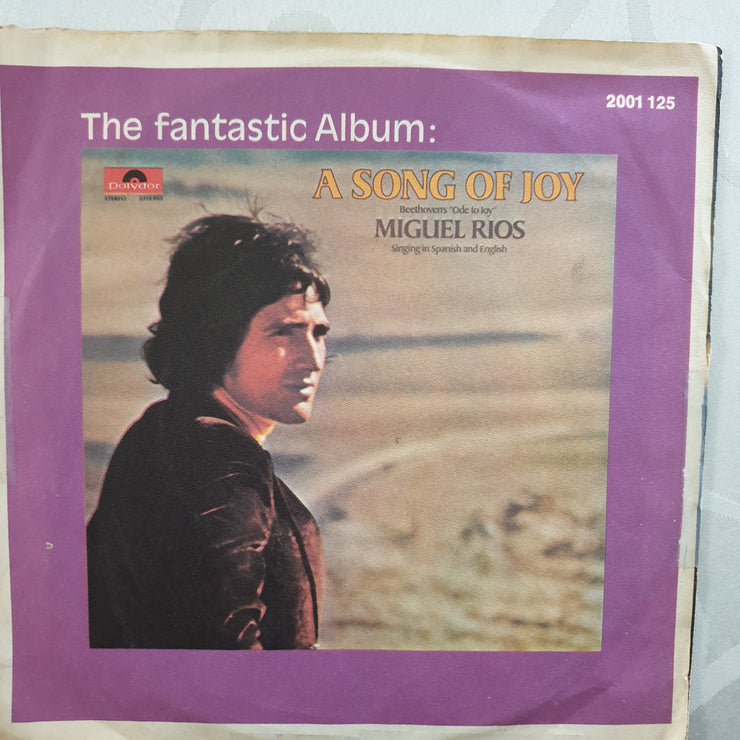 2001 125
The fantastic Album:
Polydor
STEREO
A SONG OF JOY
Beethoven's "Ode to Joy"
MIGUEL RIOS
Singing in Spanish and English